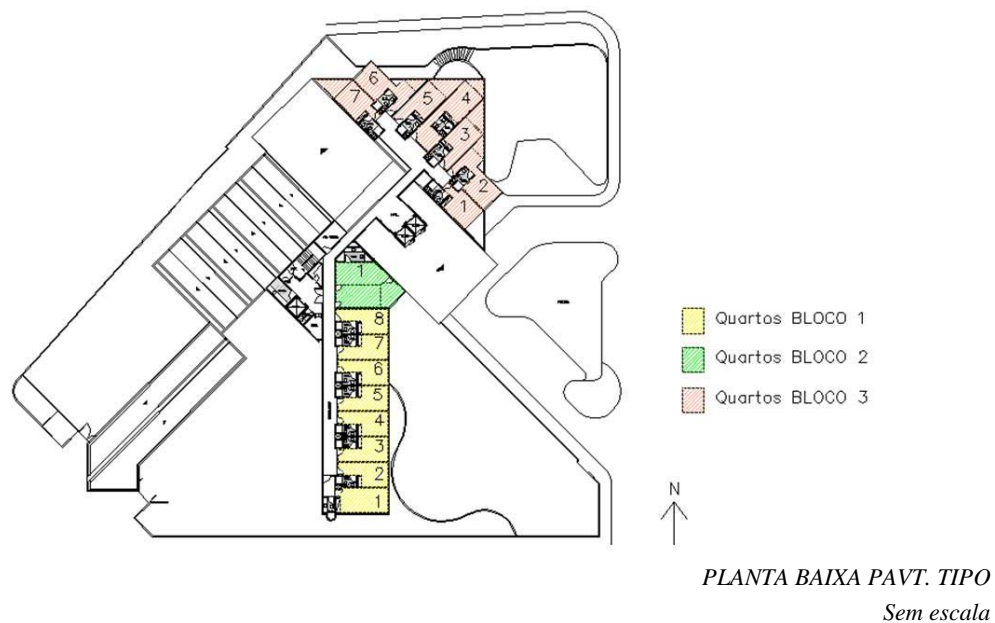 6
7
5
4
3
2
1
1
8
7
6
5
4
3
2
1
Quartos BLOCO 1
Quartos BLOCO 2
Quartos BLOCO 3
N
PLANTA BAIXA PAVT. TIPO
Sem escala